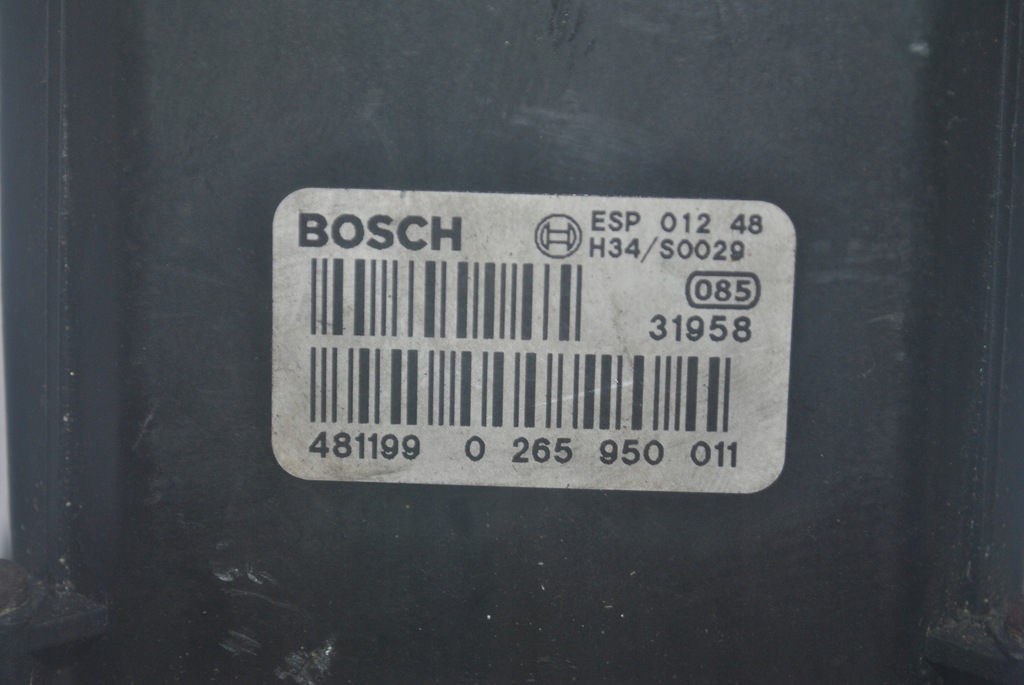 BOSCH
ESP 012 48
H34/S0029
085
31958
481199 0 265 950 011